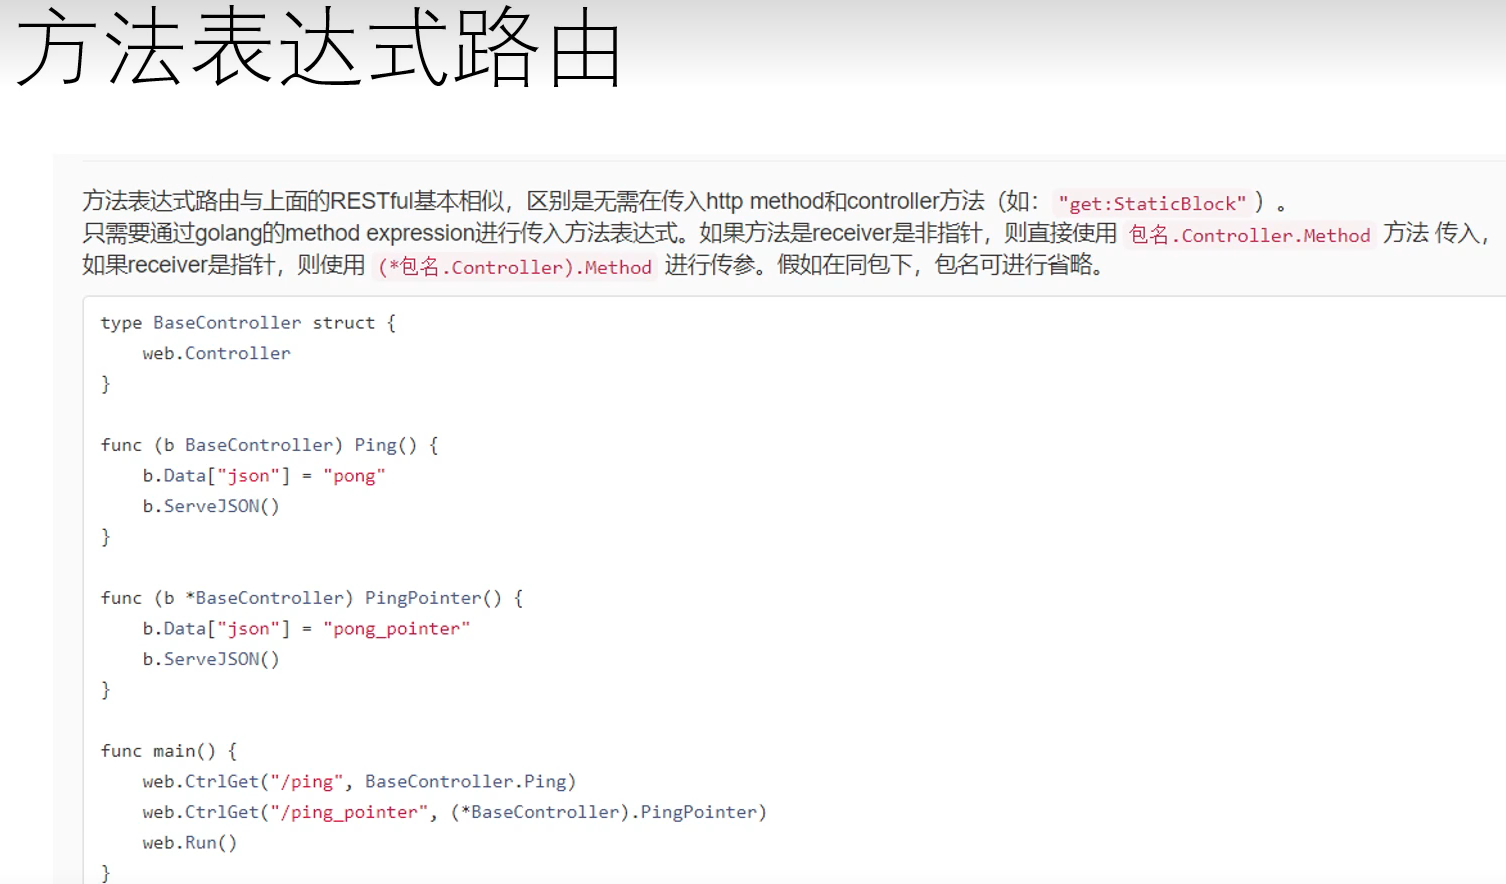 方法表达式路由
方法表达式路由与上面的RESTful基本相似，区别是无需在传入http method和controller方法（如： "get:StaticBlock"）。
只需要通过golang的method expression进行传入方法表达式。如果方法是receiver是非指针，则直接使用 包名.Controller.Method 方法 传入，
如果receiver是指针，则使用 (*包名.Controller).Method 进行传参。假如在同包下，包名可进行省略。
type BaseController struct {
    web.Controller
}
func (b BaseController) Ping() {
    b.Data["json"] = "pong"
    b.ServeJSON()
}
func (b *BaseController) PingPointer() {
    b.Data["json"] = "pong_pointer"
    b.ServeJSON()
}
func main() {
    web.CtrlGet("/ping", BaseController.Ping)
    web.CtrlGet("/ping_pointer", (*BaseController).PingPointer)
    web.Run()
}